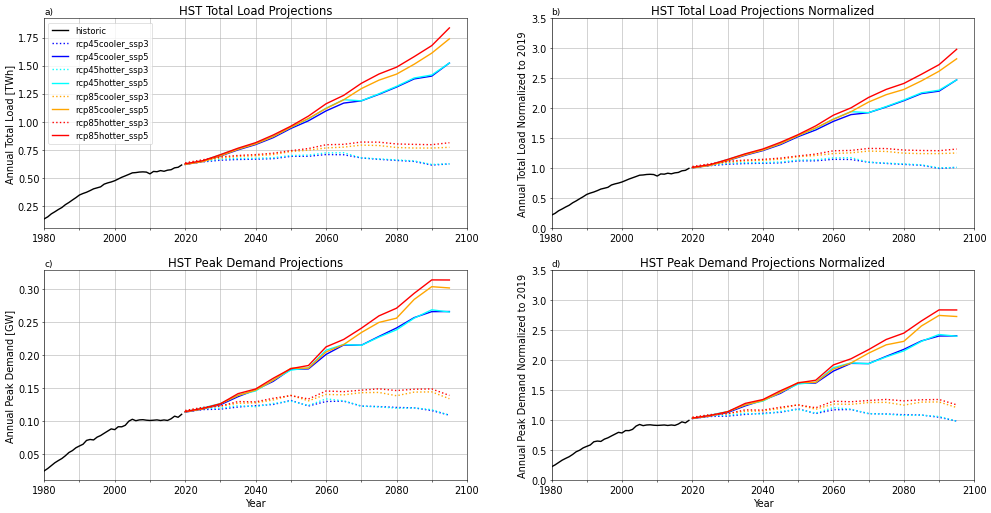 a)
HST Total Load Projections
Annual Total Load [TWh]
1.75
1.50
1.25
1.00
0.75
0.50
0.25
historic
rcp45cooler_ssp3
rcp45cooler_ssp5
rcp45hotter_ssp3
rcp45hotter_ssp5
rcp85cooler_ssp3
rcp85cooler_ssp5
rcp85hotter_ssp3
rcp85hotter_ssp5
1980 2000 2020 2040 2060 2080 2100
b)
HST Total Load Projections Normalized
Annual Total Load Normalized to 2019
3.5
3.0
2.5
2.0
1.5
1.0
0.5
0.0
1980 2000 2020 2040 2060 2080 2100
c)
HST Peak Demand Projections
Annual Peak Demand [GW]
0.30
0.25
0.20
0.15
0.10
0.05
1980 2000 2020 2040 2060 2080 2100
Year
d)
HST Peak Demand Projections Normalized
Annual Peak Demand Normalized to 2019
3.5
3.0
2.5
2.0
1.5
1.0
0.5
0.0
1980 2000 2020 2040 2060 2080 2100
Year